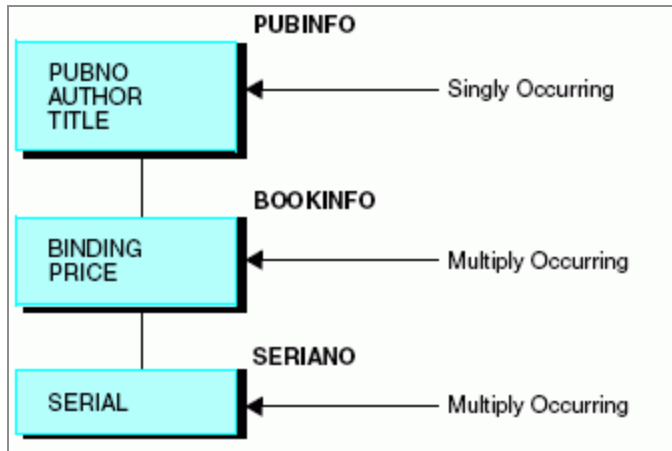 PUBINFO
PUBNO
AUTHOR
TITLE
Singly Occurring
BOOKINFO
BINDING
PRICE
Multiply Occurring
SERIANO
SERIAL
Multiply Occurring